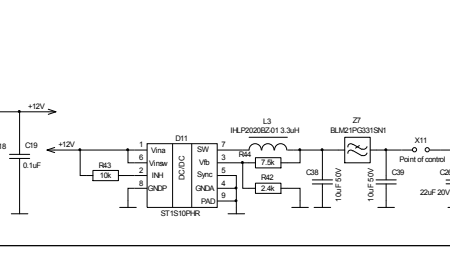 +12V
18
C19
0.1uF
+12V
R43
10k
D11
1
Vina
6
Vinsw
2
INH
8
GNDP
DC/DC
SW
7
Vfb
3
Sync
5
GNDA
4
PAD
9
ST1S10PHR
L3
IHLP2020BZ-01 3.3uH
R44
7.5k
R42
2.4k
Z7
BLM21PG331SN1
C38
10uF 50V
C39
10uF 50V
X11
Point of control
C26
22uF 20V